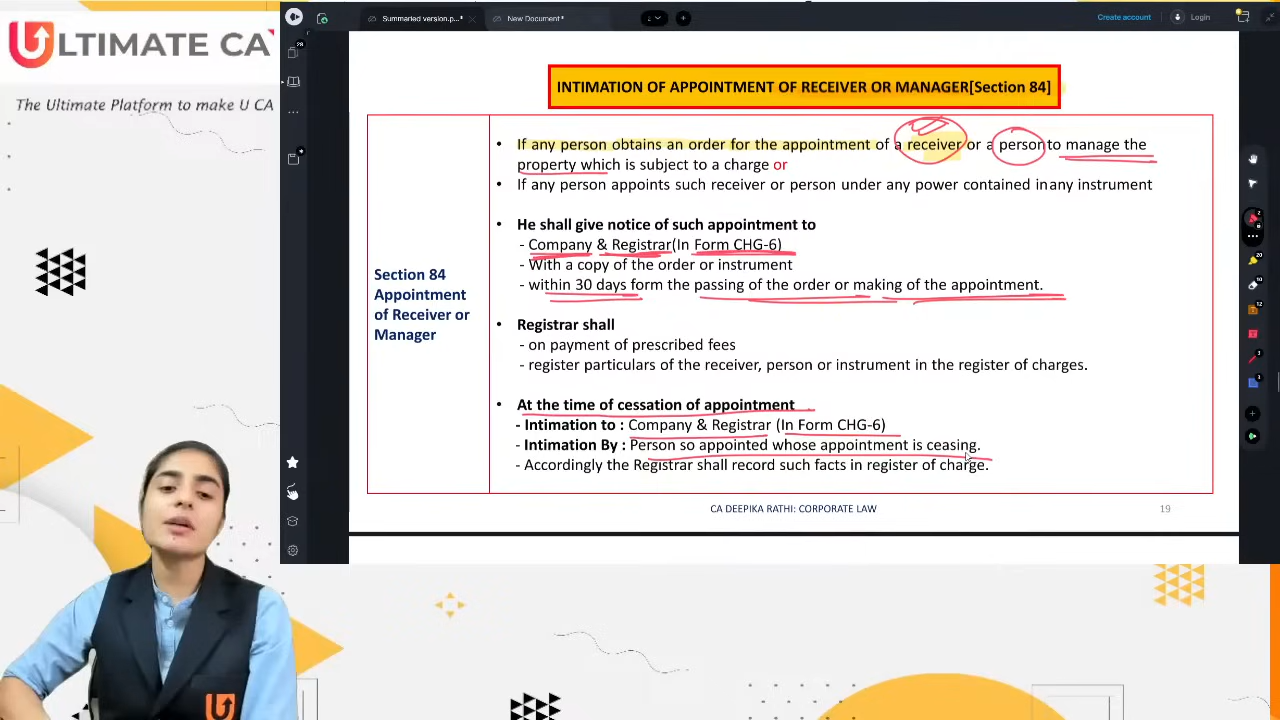 ULTIMATE CA
The Ultimate Platform to make U CA
Summaried version.p...*
New Document*
Create account
Login
INTIMATION OF APPOINTMENT OF RECEIVER OR MANAGER[Section 84]
Section 84
Appointment
of Receiver or
Manager
• If any person obtains an order for the appointment of a receiver or a person to manage the
property which is subject to a charge or
• If any person appoints such receiver or person under any power contained in any instrument
• He shall give notice of such appointment to
- Company & Registrar(In Form CHG-6)
- With a copy of the order or instrument
- within 30 days form the passing of the order or making of the appointment.
• Registrar shall
- on payment of prescribed fees
- register particulars of the receiver, person or instrument in the register of charges.
• At the time of cessation of appointment
- Intimation to : Company & Registrar (In Form CHG-6)
- Intimation By : Person so appointed whose appointment is ceasing.
- Accordingly the Registrar shall record such facts in register of charge.
CA DEEPIKA RATHI: CORPORATE LAW
19